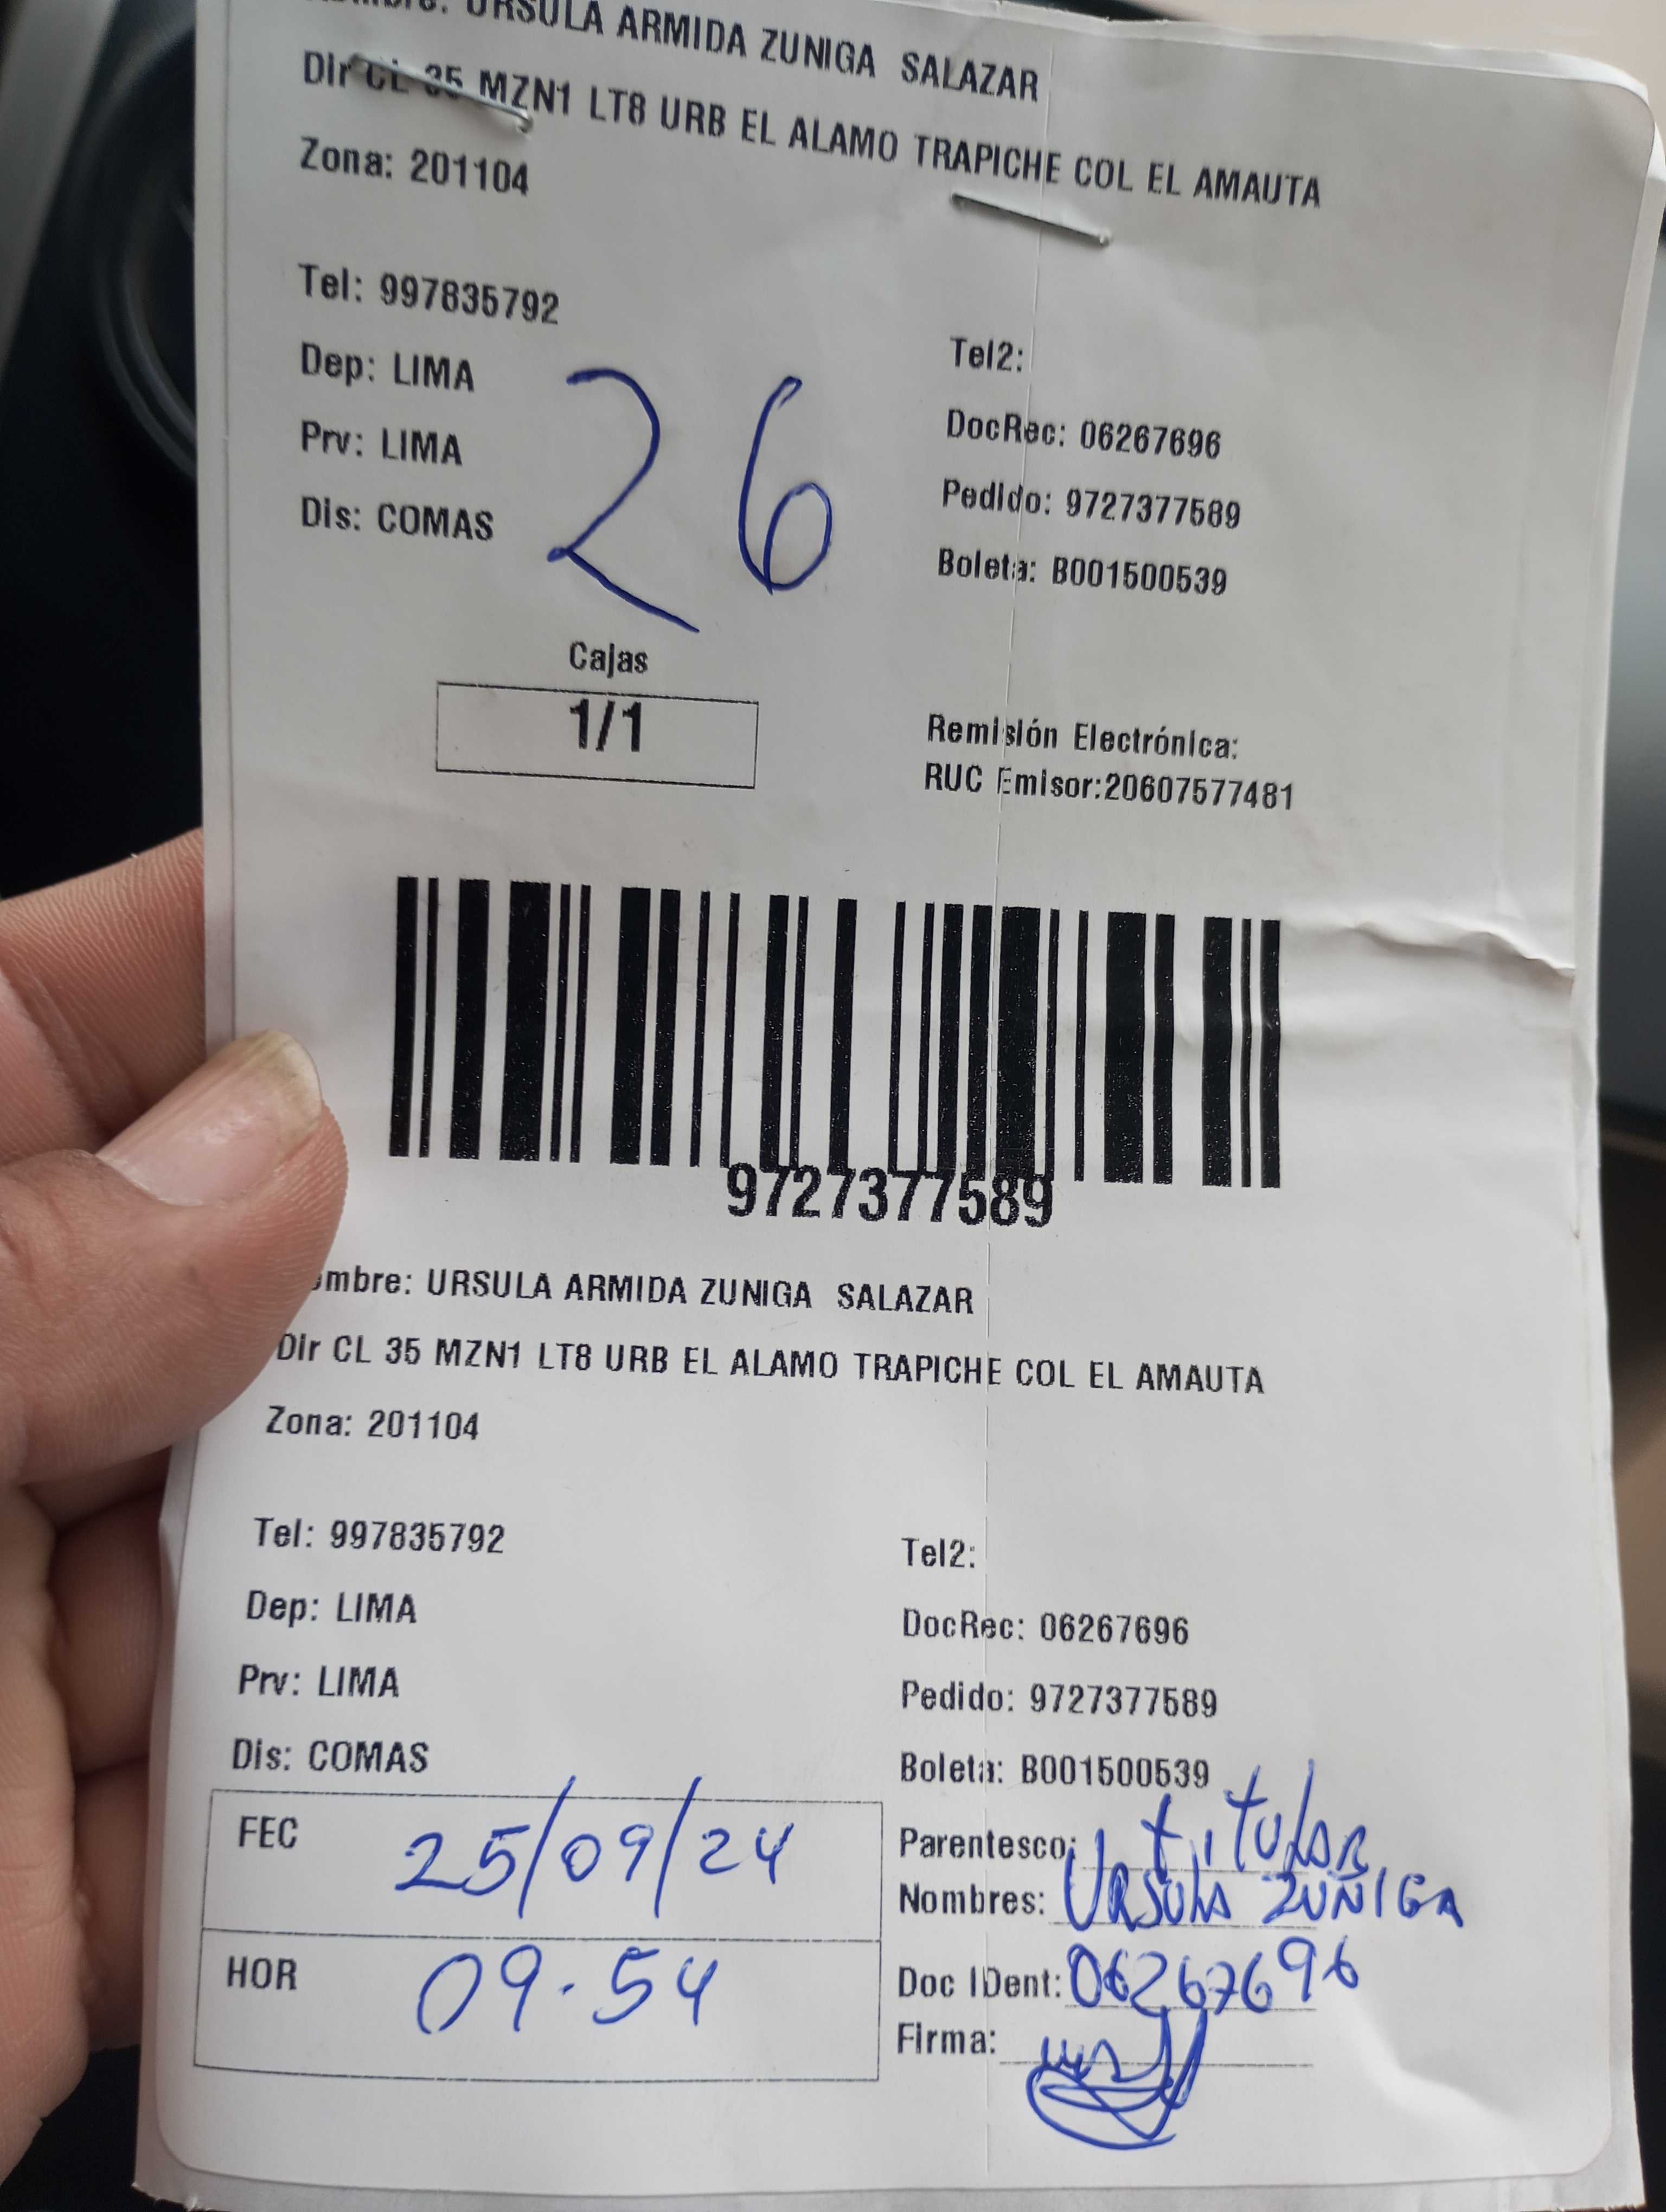 Nombre: URSULA ARMIDA ZUNIGA SALAZAR
Dir CL 35 MZN1 LT8 URB EL ALAMO TRAPICHE COL EL AMAUTA
Zona: 201104
Tel: 997835792
Tel2:
Dep: LIMA
DocRec: 06267696
Prv: LIMA
Pedido: 9727377589
Dis: COMAS
Boleta: B001500539
26
Cajas
1/1
Remisión Electrónica:
RUC Emisor:20607577481
9727377589
ombre: URSULA ARMIDA ZUNIGA SALAZAR
Dir CL 35 MZN1 LT8 URB EL ALAMO TRAPICHE COL EL AMAUTA
Zona: 201104
Tel: 997835792
Tel2:
Dep: LIMA
DocRec: 06267696
Prv: LIMA
Pedido: 9727377589
Dis: COMAS
Boleta: B001500539
FEC 25/09/24
Parentesco: titular
Nombres: URSULA ZUÑIGA
HOR 09.54
Doc IDent: 06267696
Firma: